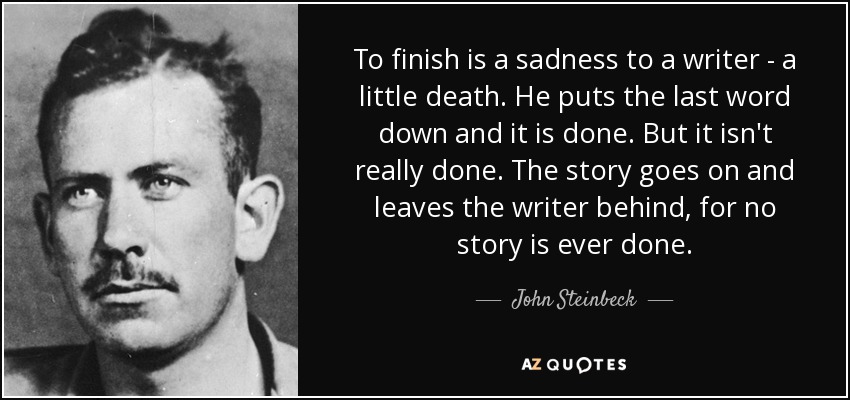 To finish is a sadness to a writer - a
little death. He puts the last word
down and it is done. But it isn't
really done. The story goes on and
leaves the writer behind, for no
story is ever done.
John Steinbeck
AZ QUOTES